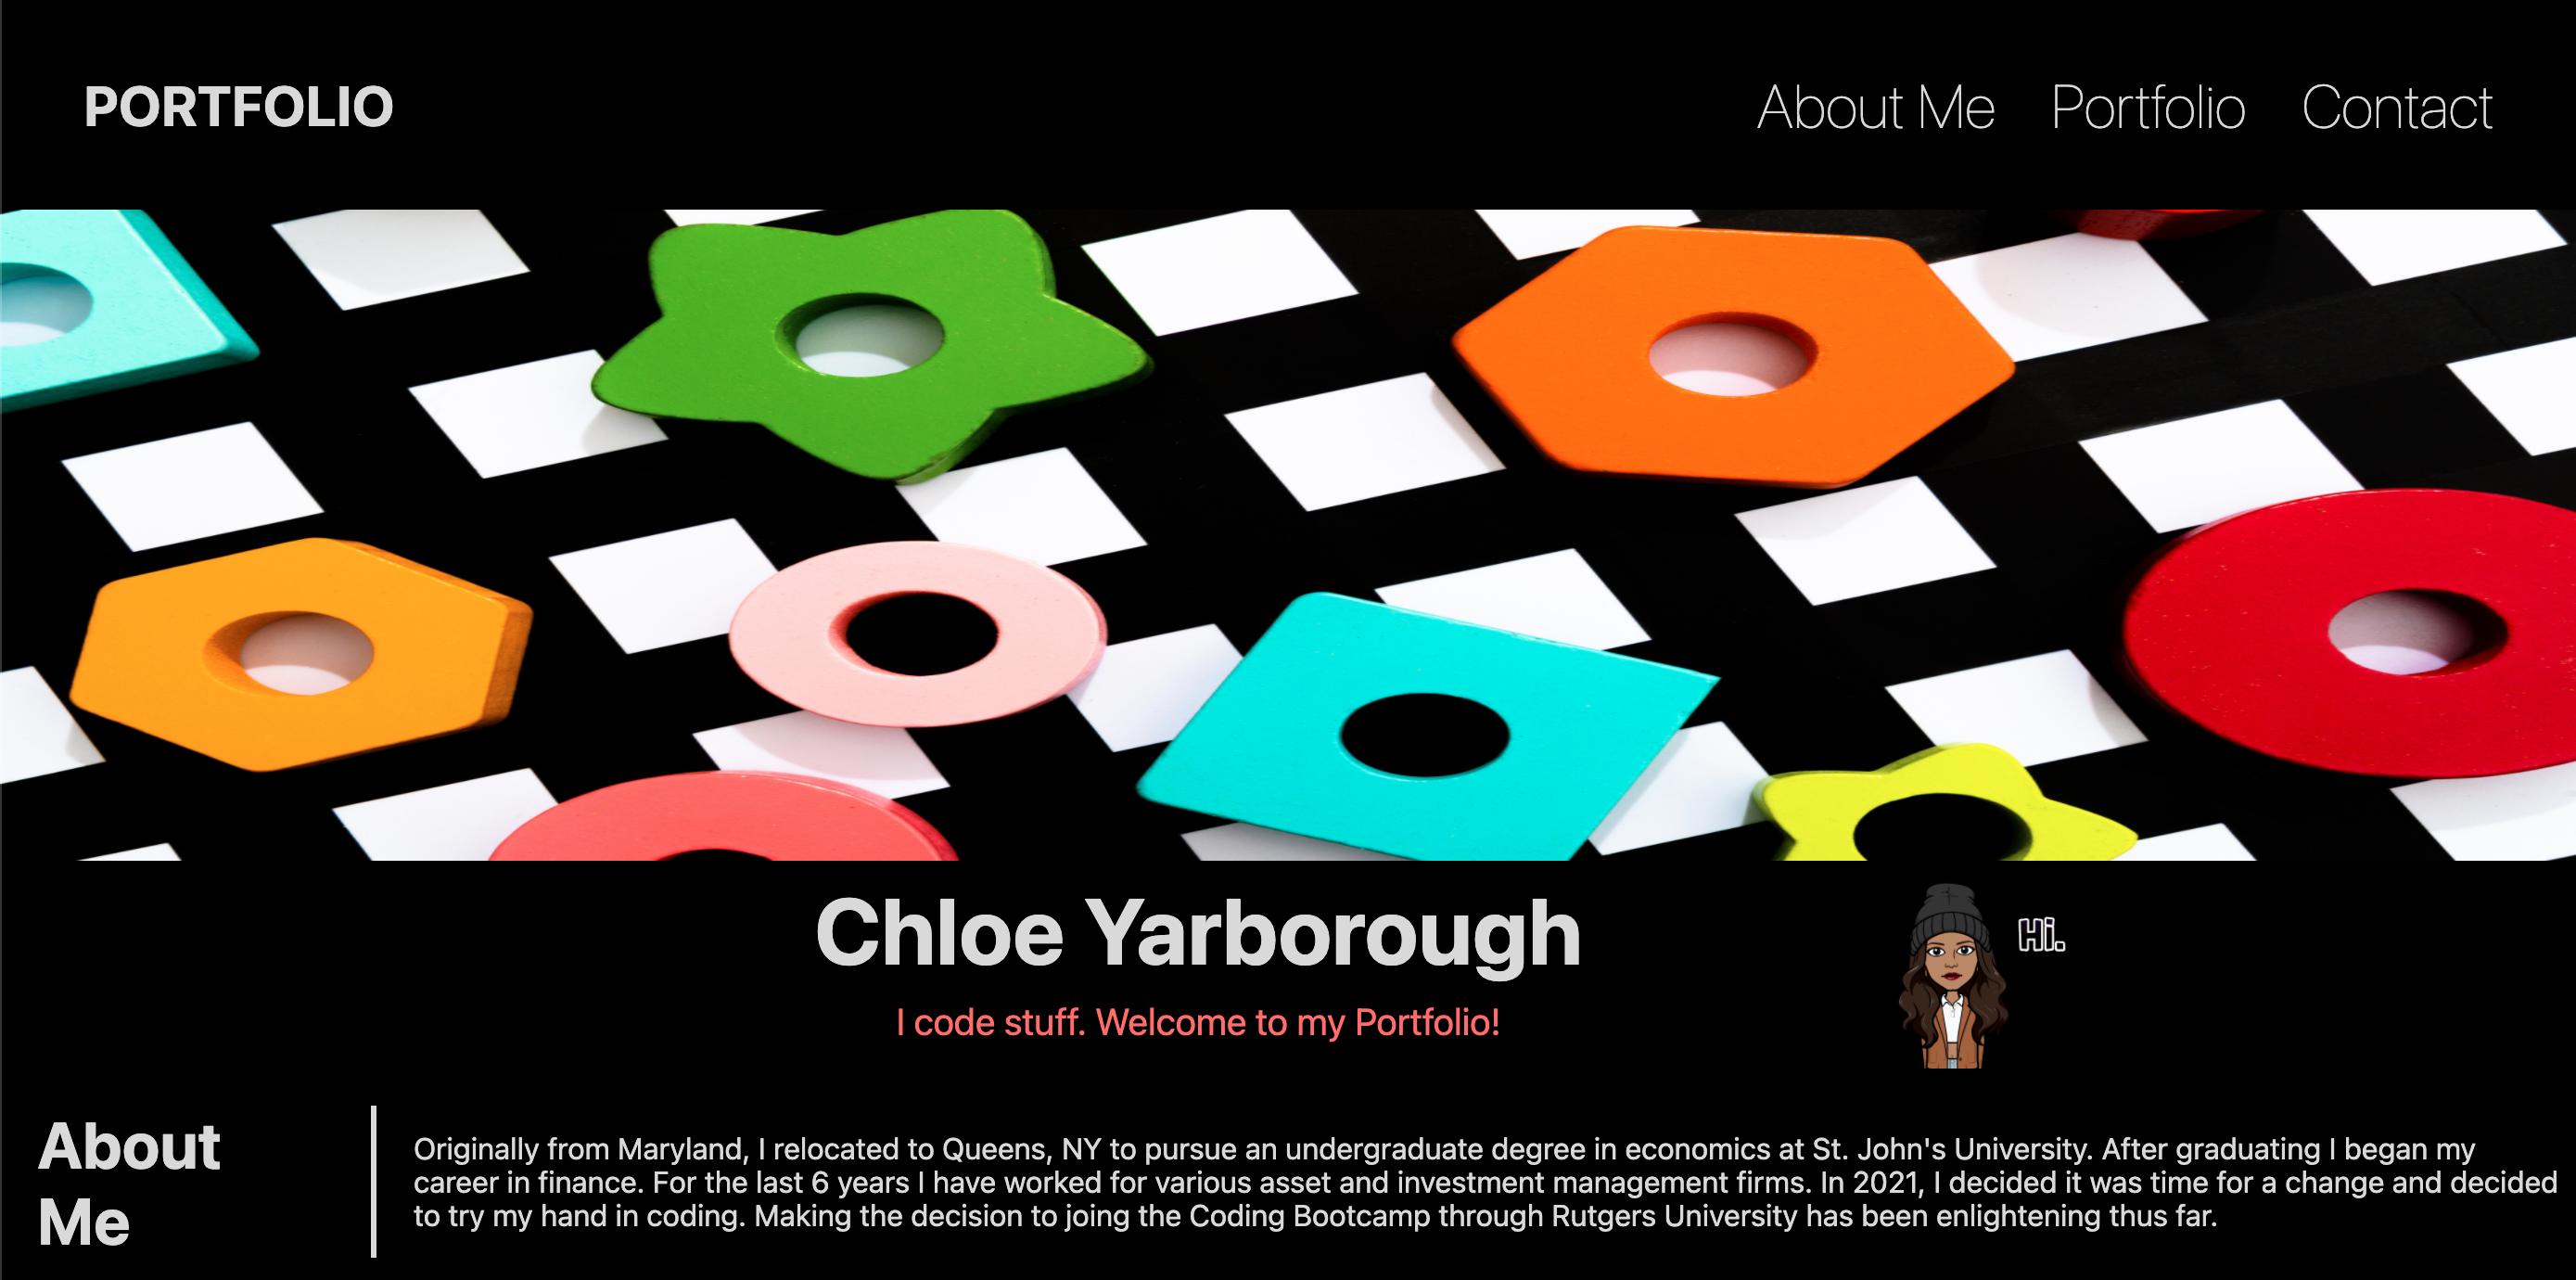 PORTFOLIO
About Me Portfolio Contact
Chloe Yarborough
Hi.
I code stuff. Welcome to my Portfolio!
About
Me
Originally from Maryland, I relocated to Queens, NY to pursue an undergraduate degree in economics at St. John's University. After graduating I began my
career in finance. For the last 6 years I have worked for various asset and investment management firms. In 2021, I decided it was time for a change and decided
to try my hand in coding. Making the decision to joing the Coding Bootcamp through Rutgers University has been enlightening thus far.